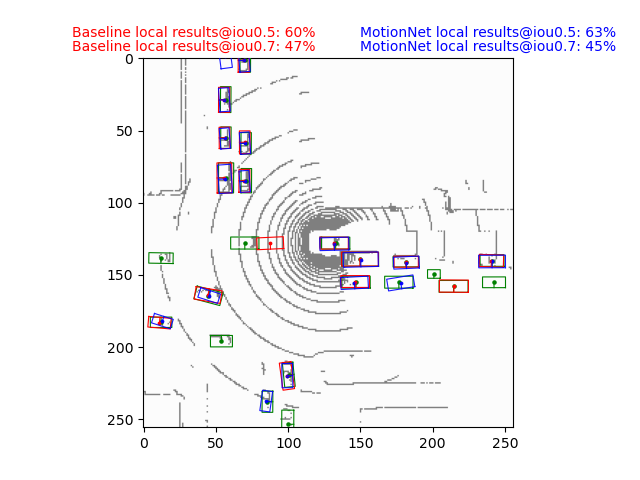 Baseline local results@iou0.5: 60% MotionNet local results@iou0.5: 63%
Baseline local results@iou0.7: 47% MotionNet local results@iou0.7: 45%
0
50
100
150
200
250
0 50 100 150 200 250